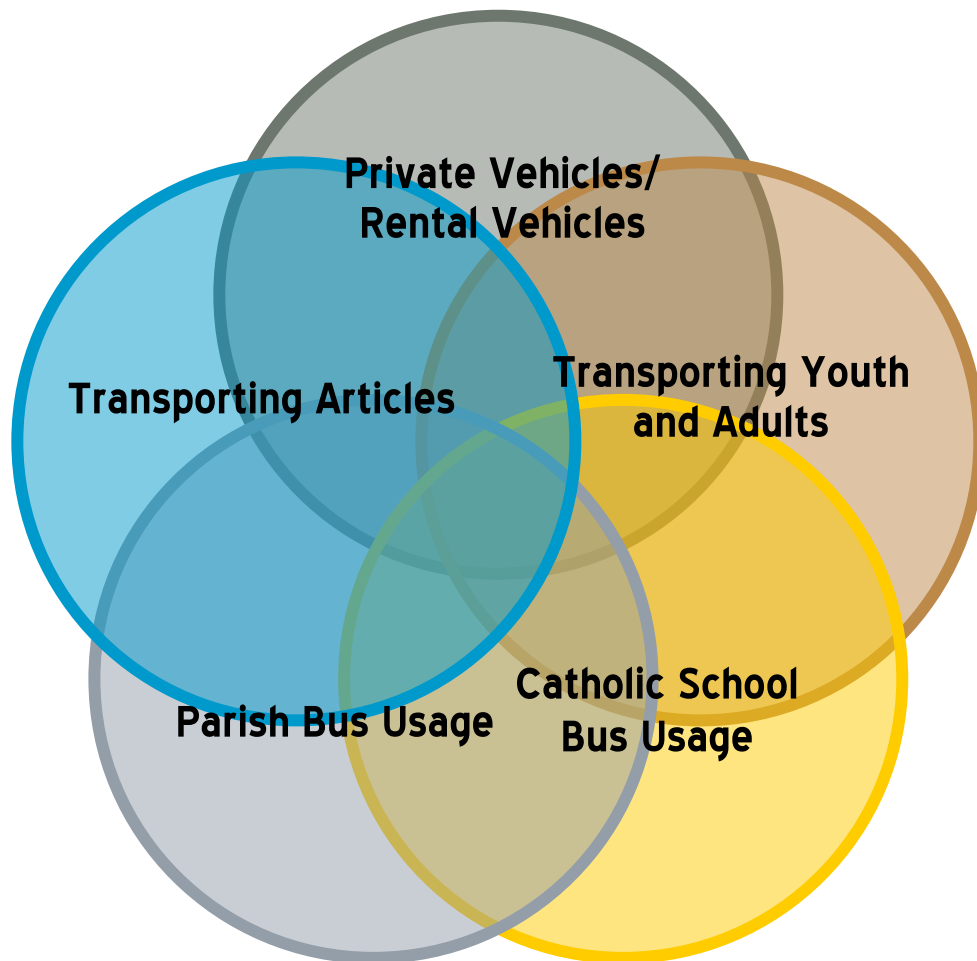 Private Vehicles/
Rental Vehicles
Transporting Youth
and Adults
Transporting Articles
Catholic School
Bus Usage
Parish Bus Usage